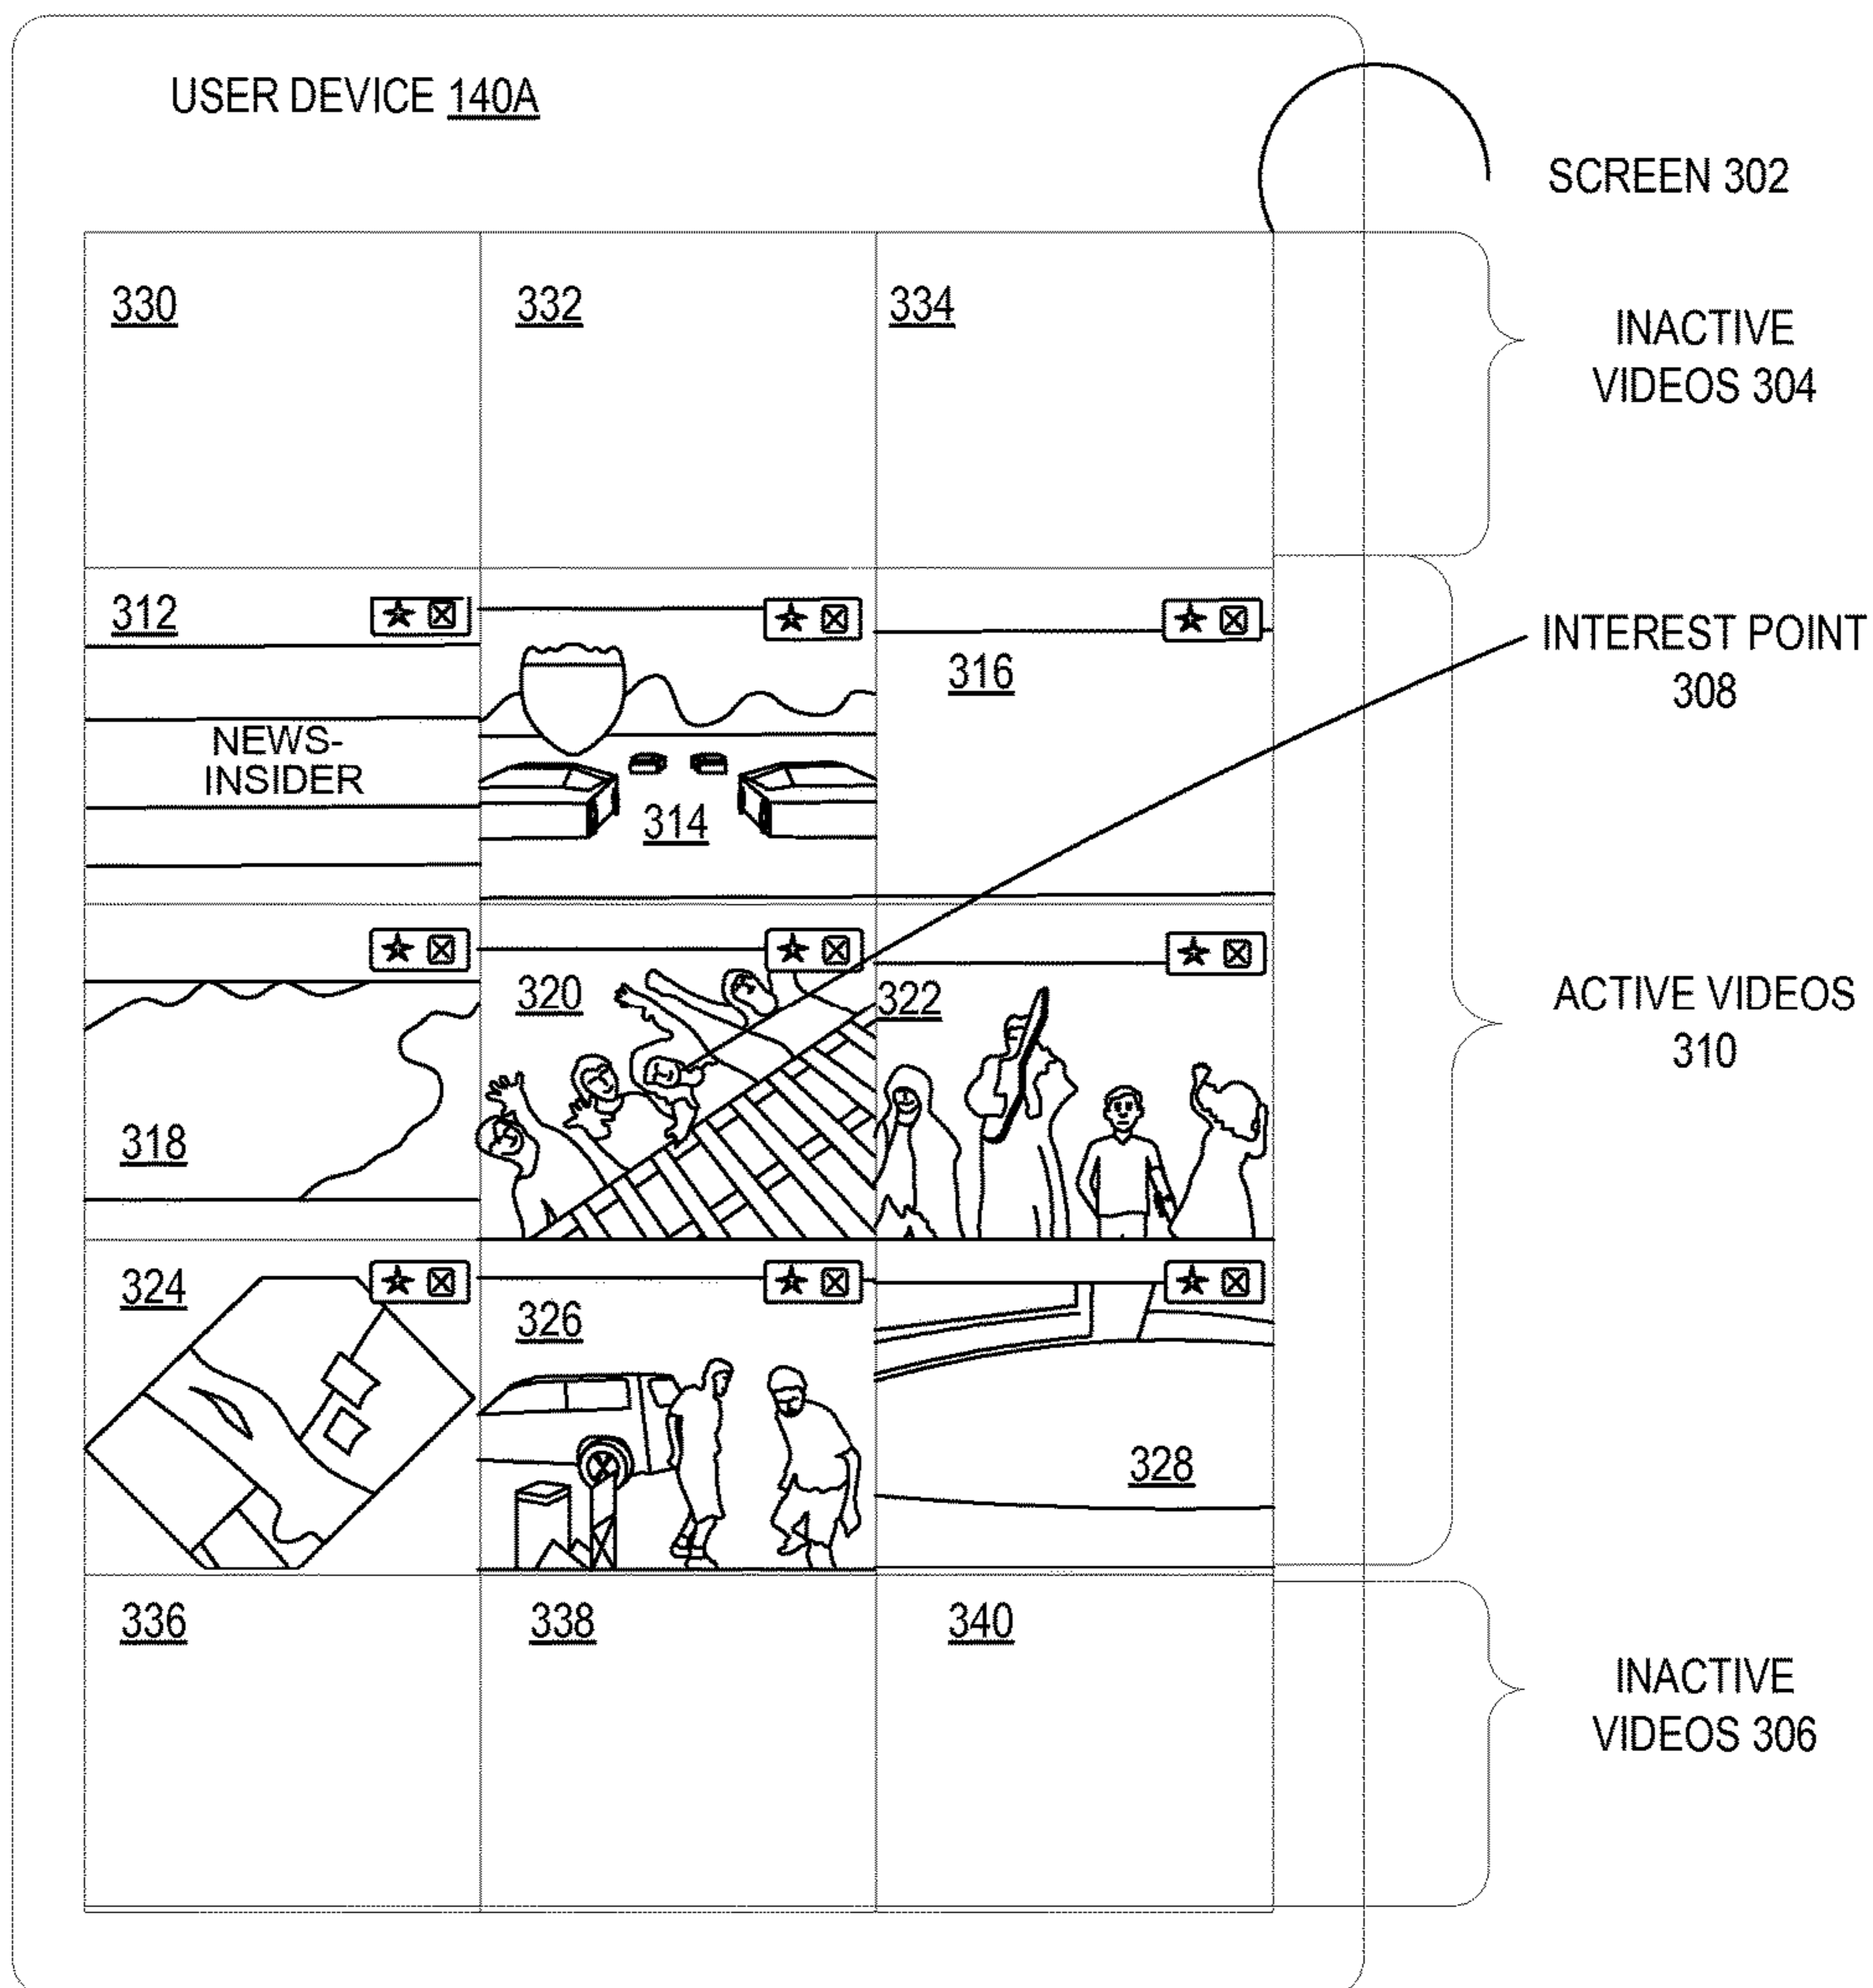 USER DEVICE 140A
SCREEN 302
330
332
334
INACTIVE
VIDEOS 304
312
316
INTEREST POINT
308
NEWS-
INSIDER
314
320
322
ACTIVE VIDEOS
310
318
324
326
328
336
338
340
INACTIVE
VIDEOS 306